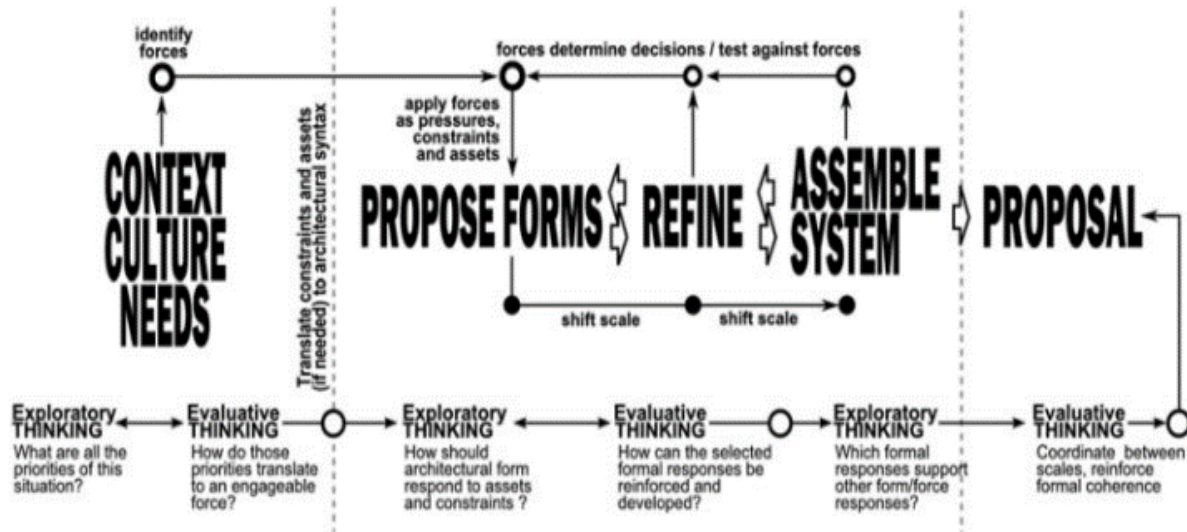 identify
forces
forces determine decisions / test against forces
apply forces
as pressures,
constraints
and assets
Translate constraints and assets
(if needed) to architectural syntax
CONTEXT
CULTURE
NEEDS
PROPOSE FORMS
REFINE
ASSEMBLE
SYSTEM
PROPOSAL
shift scale
shift scale
Exploratory
THINKING
What are all the
priorities of this
situation?
Evaluative
THINKING
How do those
priorities translate
to an engageable
force?
Exploratory
THINKING
How should
architectural form
respond to assets
and constraints ?
Evaluative
THINKING
How can the selected
formal responses be
reinforced and
developed?
Exploratory
THINKING
Which formal
responses support
other form/force
responses?
Evaluative
THINKING
Coordinate between
scales, reinforce
formal coherence